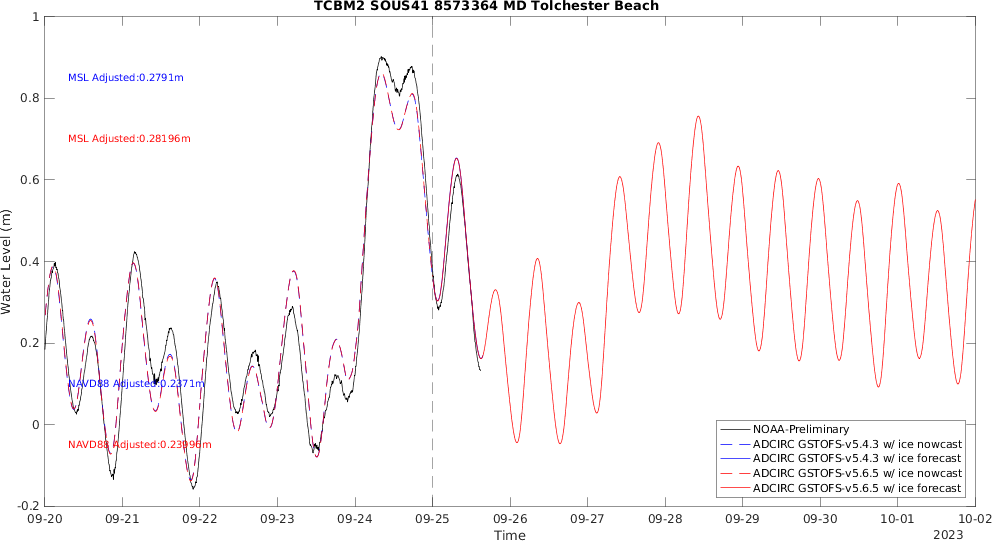 TCBM2 SOUS41 8573364 MD Tolchester Beach
1
0.8
0.6
0.4
0.2
0
-0.2
Water Level (m)
MSL Adjusted:0.2791m
MSL Adjusted:0.28196m
NAVD88 Adjusted:0.2371m
NAVD88 Adjusted:0.23996m
NOAA-Preliminary
ADCIRC GSTOFS-v5.4.3 w/ ice nowcast
ADCIRC GSTOFS-v5.4.3 w/ ice forecast
ADCIRC GSTOFS-v5.6.5 w/ ice nowcast
ADCIRC GSTOFS-v5.6.5 w/ ice forecast
09-20 09-21 09-22 09-23 09-24 09-25 09-26 09-27 09-28 09-29 09-30 10-01 10-02
Time
2023